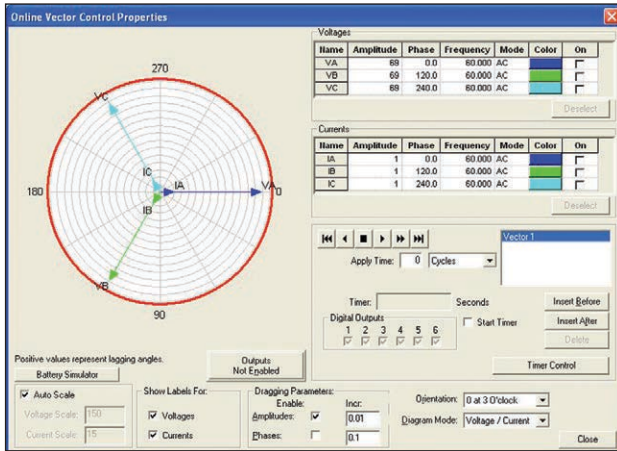 Online Vector Control Properties
270
VC
IC
IA
VA
180
0
IB
VB
90
Positive values represent lagging angles.
Battery Simulator
Outputs
Not Enabled
Auto Scale
Voltage Scale: 150
Current Scale: 15
Show Labels For:
Voltages
Currents
Dragging Parameters:
Enable: Incr:
Amplitudes: 0.01
Phases: 0.1
Voltages
Name Amplitude Phase Frequency Mode Color On
VA 69 0.0 60.000 AC
VB 69 120.0 60.000 AC
VC 69 240.0 60.000 AC
Deselect
Currents
Name Amplitude Phase Frequency Mode Color On
IA 1 0.0 60.000 AC
IB 1 120.0 60.000 AC
IC 1 240.0 60.000 AC
Deselect
Apply Time: 0 Cycles
Vector 1
Timer: Seconds
Digital Outputs
1 2 3 4 5 6
Start Timer
Insert Before
Insert After
Delete
Timer Control
Orientation: 0 at 3 O'clock
Diagram Mode: Voltage / Current
Close